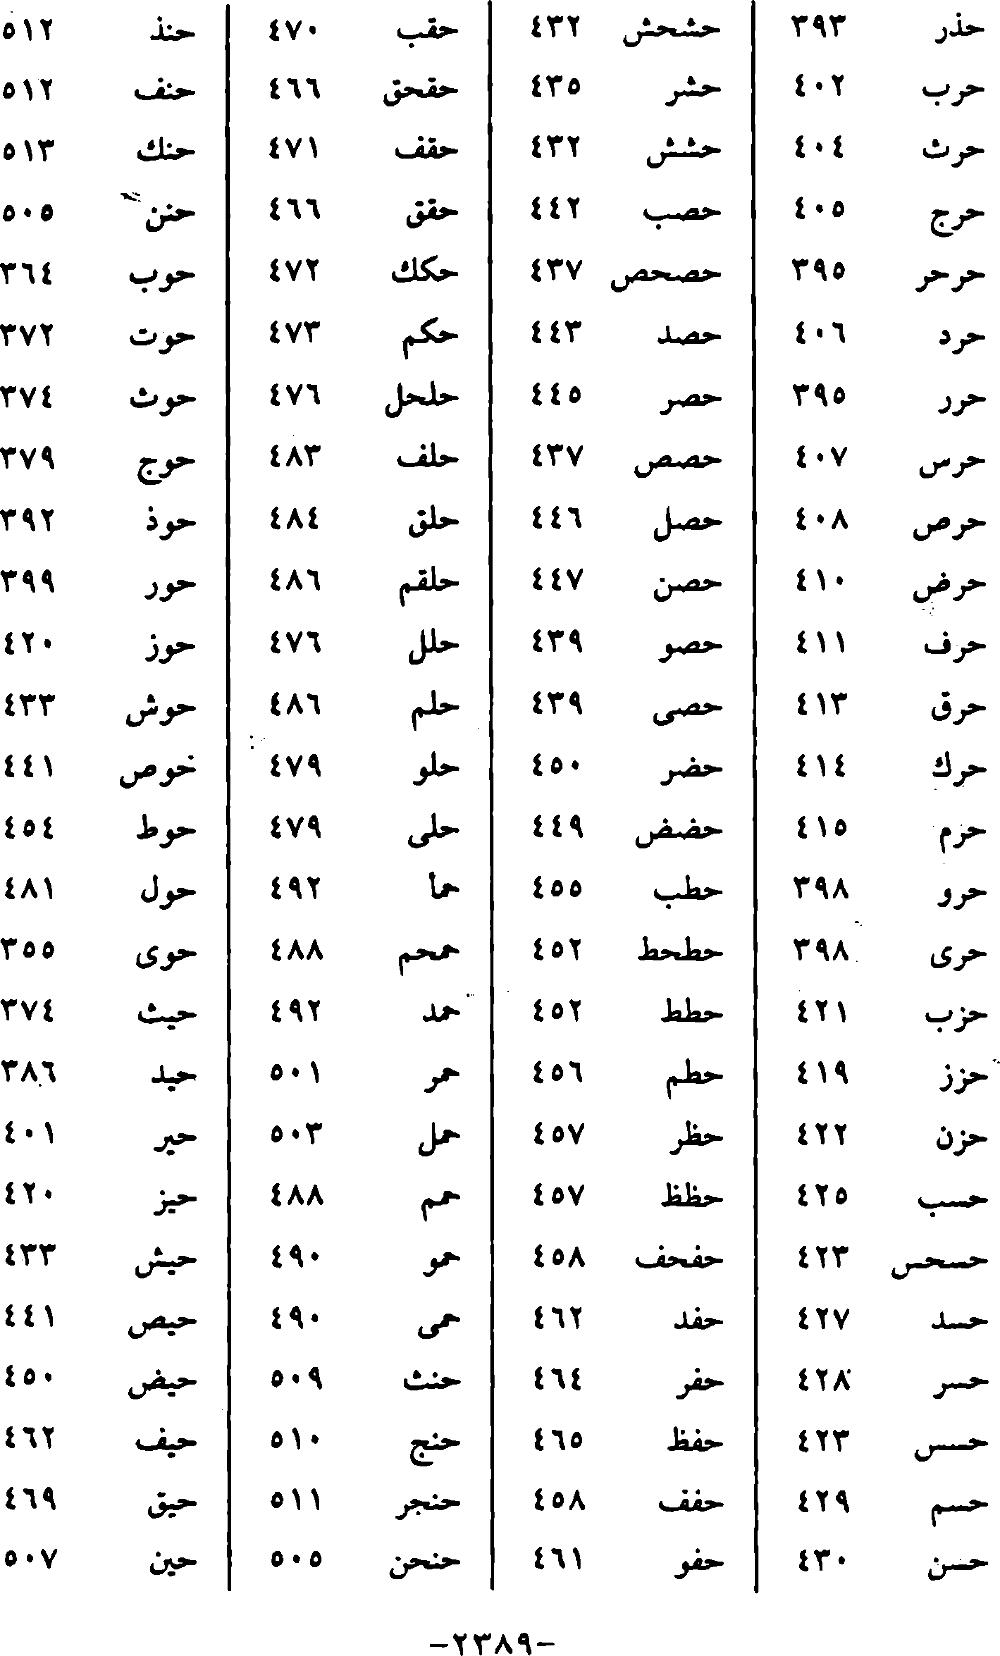 حذر ٣٩٣
حرب ٤٠٢
حرث ٤٠٤
حرج ٤٠٥
حرحر ٣٩٥
حرد ٤٠٦
حرر ٣٩٥
حرس ٤٠٧
حرص ٤٠٨
حرض ٤١٠
حرف ٤١١
حرق ٤١٣
حرك ٤١٤
حرم ٤١٥
حرو ٣٩٨
حرى ٣٩٨
حزب ٤٢١
حزز ٤١٩
حزن ٤٢٢
حسب ٤٢٥
حسحس ٤٢٣
حسد ٤٢٧
حسر ٤٢٨
حسس ٤٢٣
حسم ٤٢٩
حسن ٤٣٠
حشحش ٤٣٢
حشر ٤٣٥
حشش ٤٣٢
حصب ٤٤٢
حصحص ٤٣٧
حصد ٤٤٣
حصر ٤٤٥
حصص ٤٣٧
حصل ٤٤٦
حصن ٤٤٧
حصو ٤٣٩
حصى ٤٣٩
حضر ٤٥٠
حضض ٤٤٩
حطب ٤٥٥
حطحط ٤٥٢
حطط ٤٥٢
حطم ٤٥٦
حظر ٤٥٧
حظظ ٤٥٧
حفحف ٤٥٨
حفد ٤٦٢
حفر ٤٦٤
حفظ ٤٦٥
حفف ٤٥٨
حفو ٤٦١
حقب ٤٧٠
حقحق ٤٦٦
حقف ٤٧١
حقق ٤٦٦
حكك ٤٧٢
حكم ٤٧٣
حلحل ٤٧٦
حلف ٤٨٣
حلق ٤٨٤
حلقم ٤٨٦
حلل ٤٧٦
حلم ٤٨٦
حلو ٤٧٩
حلى ٤٧٩
حمأ ٤٩٢
حمحم ٤٨٨
حمد ٤٩٢
حمر ٥٠١
حمل ٥٠٣
حمم ٤٨٨
حمو ٤٩٠
حمى ٤٩٠
حنث ٥٠٩
حنج ٥١٠
حنجر ٥١١
حنحن ٥٠٥
حنذ ٥١٢
حنف ٥١٢
حنك ٥١٣
حنن ٥٠٥
حوب ٣٦٤
حوت ٣٧٢
حوث ٣٧٤
حوج ٣٧٩
حوذ ٣٩٢
حور ٣٩٩
حوز ٤٢٠
حوش ٤٣٣
خوص ٤٤١
حوط ٤٥٤
حول ٤٨١
حوى ٣٥٥
حيث ٣٧٤
حيد ٣٨٦
حير ٤٠١
حيز ٤٢٠
حيش ٤٣٣
حيص ٤٤١
حيض ٤٥٠
حيف ٤٦٢
حيق ٤٦٩
حين ٥٠٧
-٢٣٨٩-